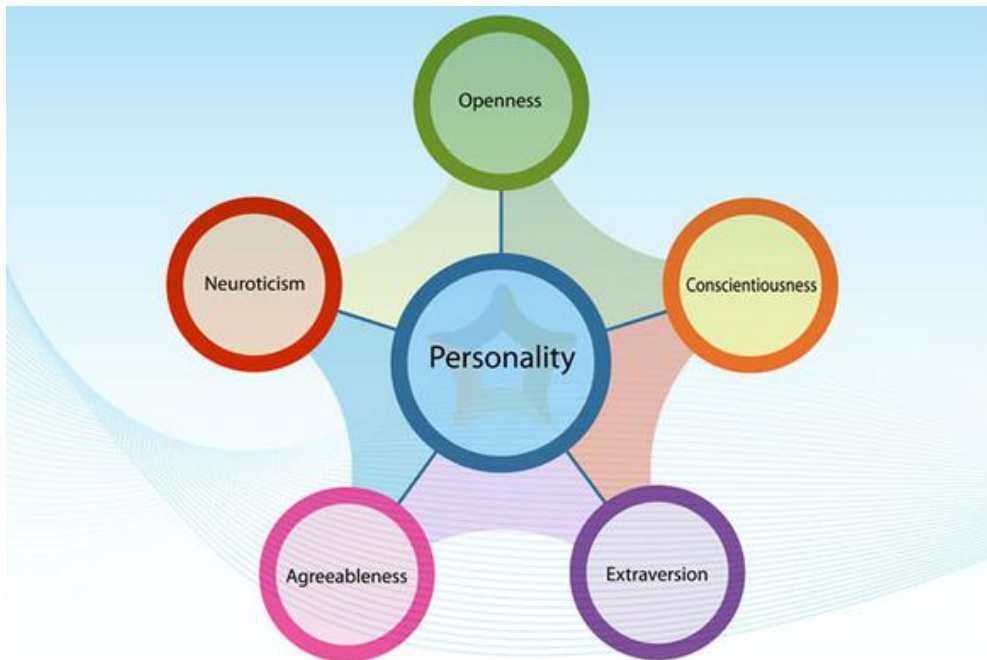 Openness
Neuroticism
Conscientiousness
Personality
Agreeableness
Extraversion